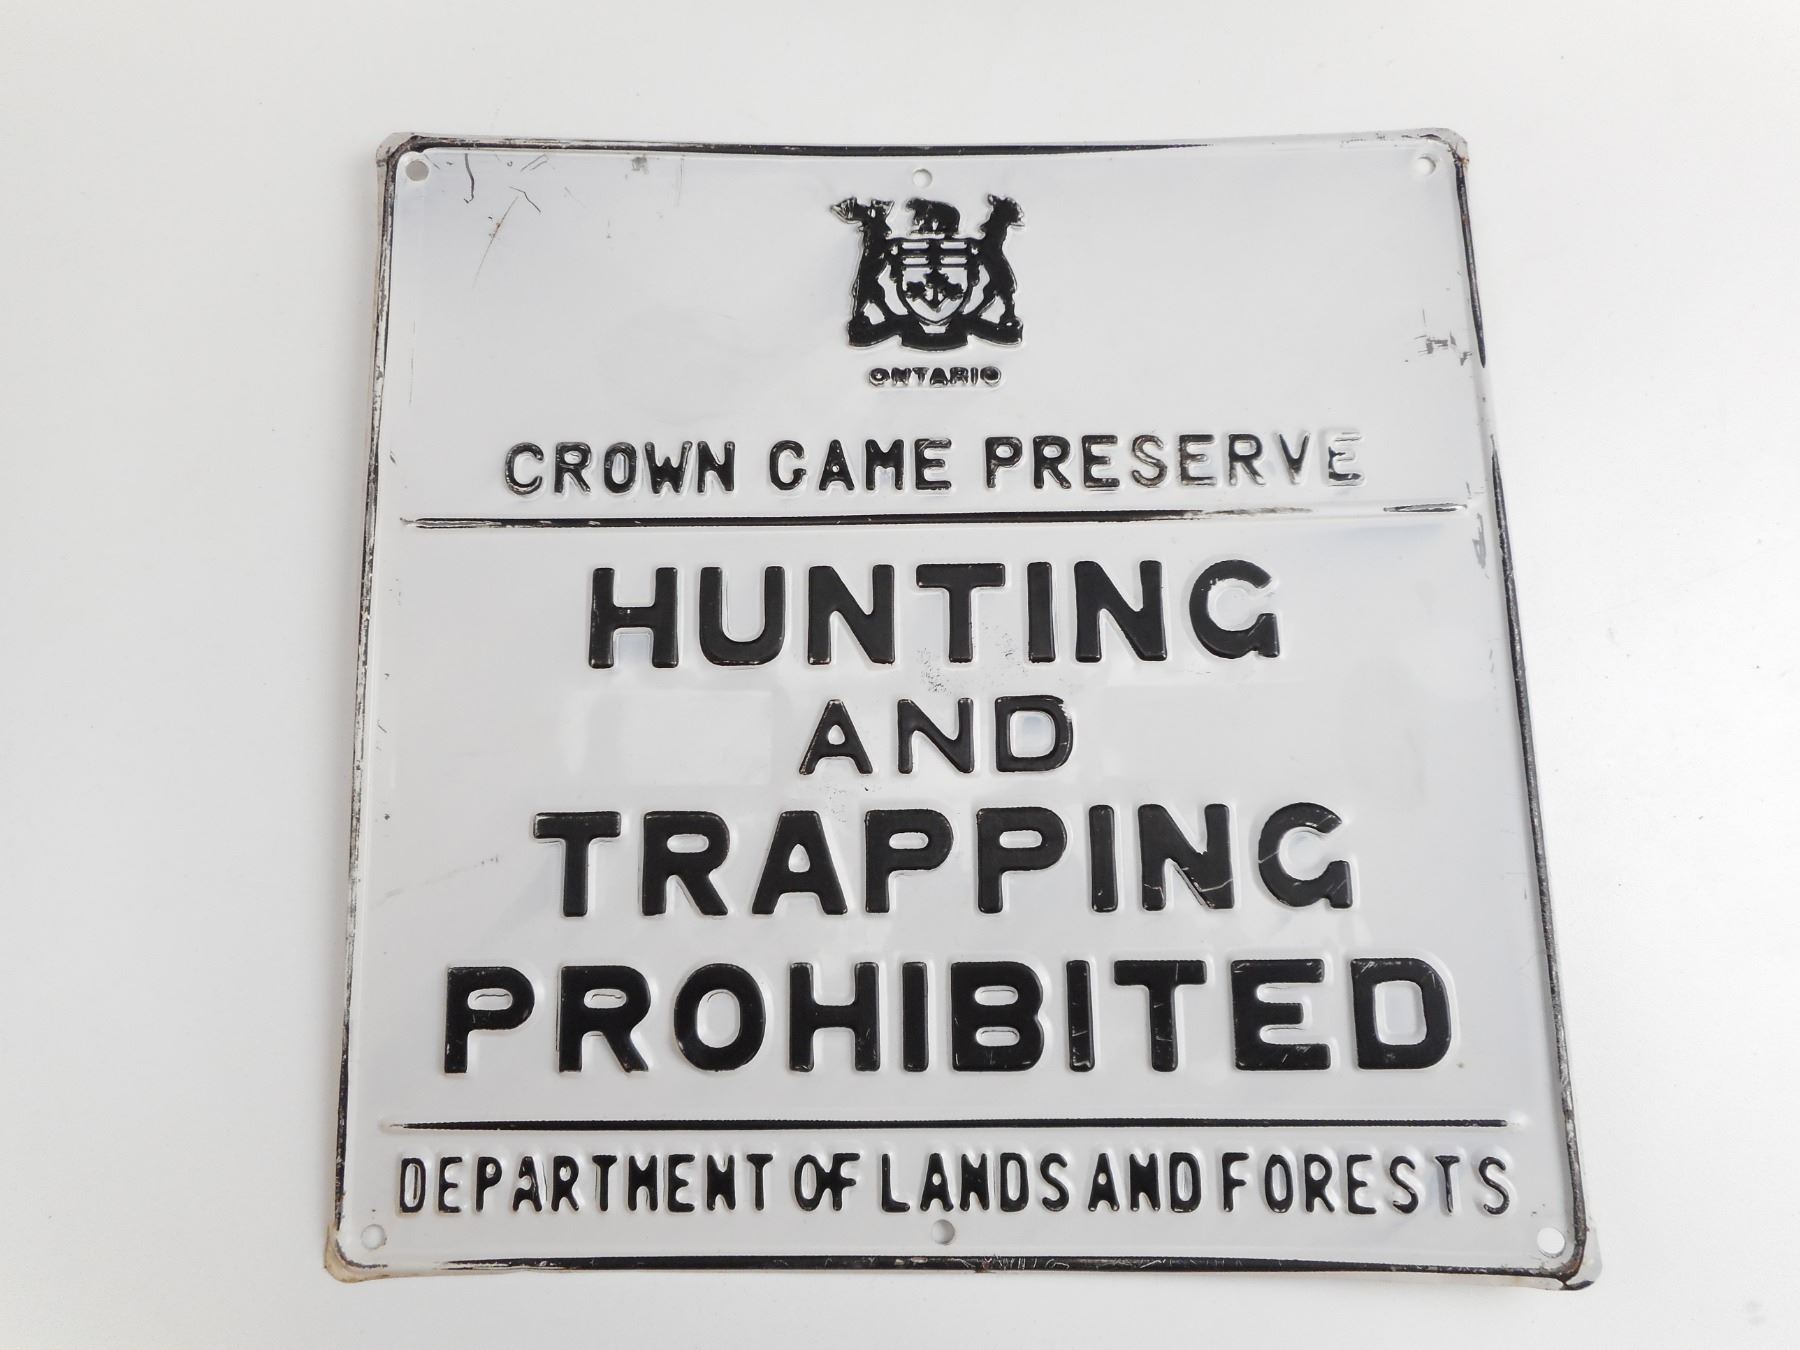 ONTARIO
CROWN GAME PRESERVE
HUNTING
AND
TRAPPING
PROHIBITED
DEPARTMENT OF LANDS AND FORESTS